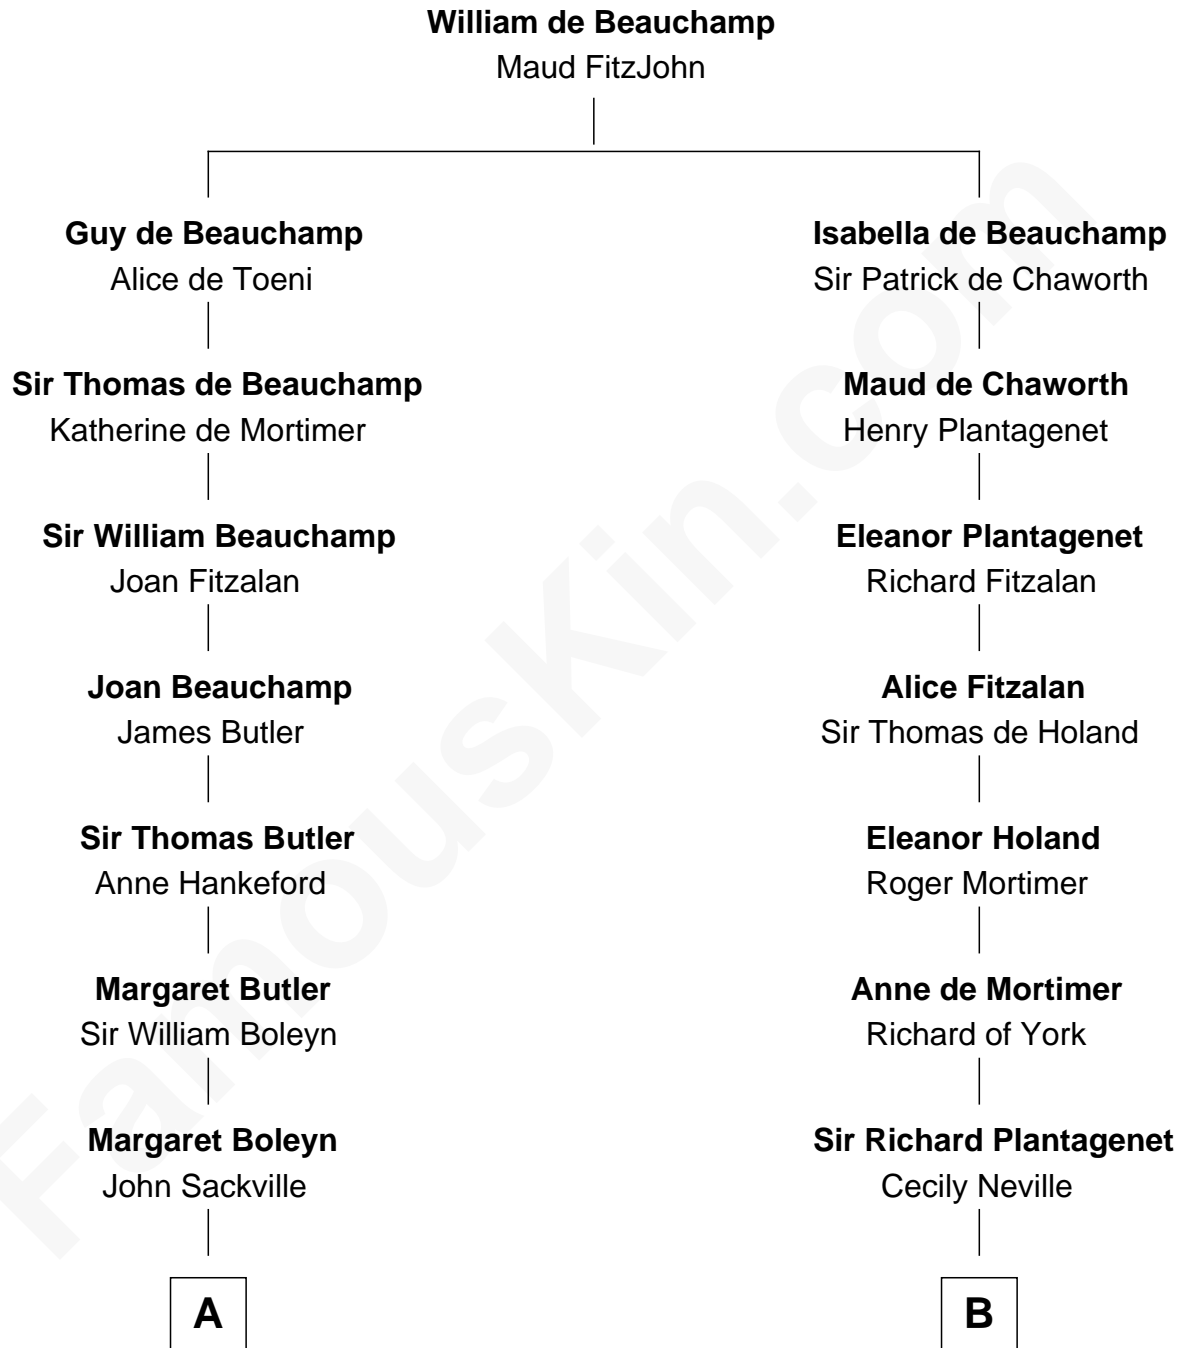 William de Beauchamp
Maud FitzJohn
Guy de Beauchamp
Alice de Toeni
Isabella de Beauchamp
Sir Patrick de Chaworth
Sir Thomas de Beauchamp
Katherine de Mortimer
Maud de Chaworth
Henry Plantagenet
Sir William Beauchamp
Joan Fitzalan
Eleanor Plantagenet
Richard Fitzalan
Joan Beauchamp
James Butler
Alice Fitzalan
Sir Thomas de Holand
Sir Thomas Butler
Anne Hankeford
Eleanor Holand
Roger Mortimer
Margaret Butler
Sir William Boleyn
Anne de Mortimer
Richard of York
Margaret Boleyn
John Sackville
Sir Richard Plantagenet
Cecily Neville
A
B
FamousKin.com